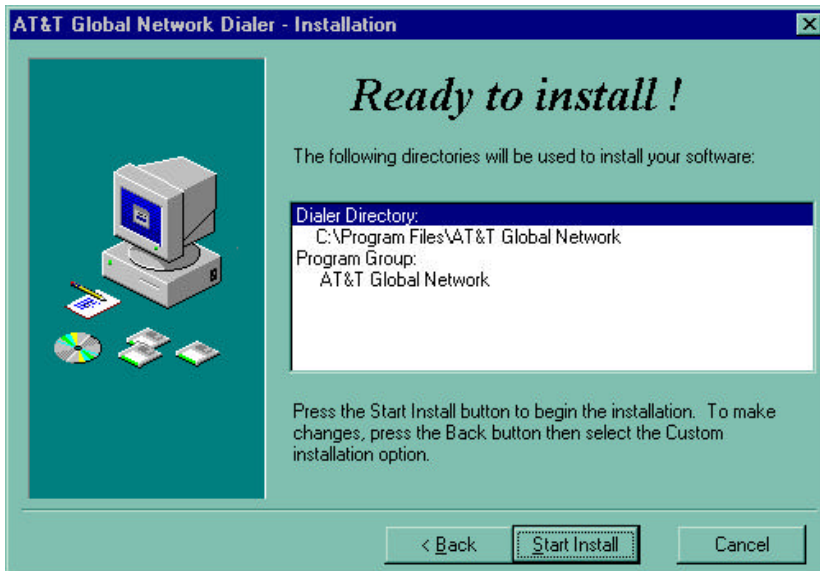 AT&T Global Network Dialer - Installation
Ready to install !
The following directories will be used to install your software:
Dialer Directory:
C:\Program Files\AT&T Global Network
Program Group:
AT&T Global Network
Press the Start Install button to begin the installation. To make
changes, press the Back button then select the Custom
installation option.
< Back
Start Install
Cancel